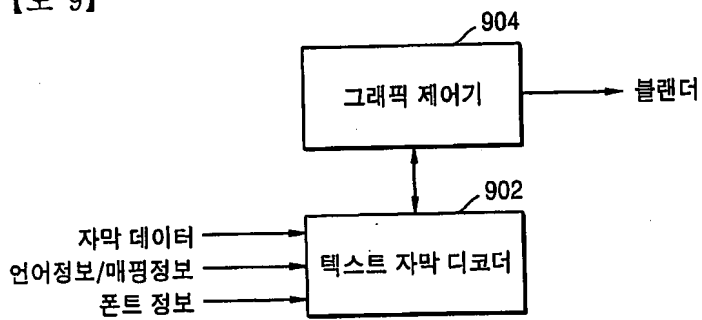 【도 9】
904
그래픽 제어기
블랜더
902
자막 데이터
언어정보/매핑정보
텍스트 자막 디코더
폰트 정보